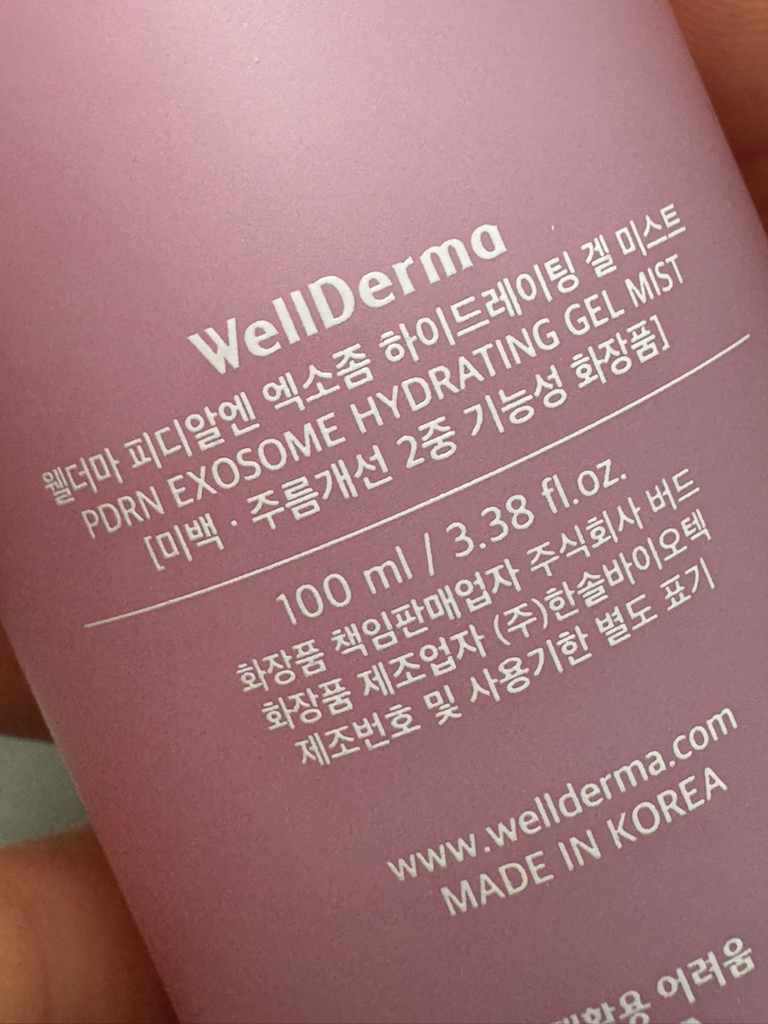 WellDerma
웰더마 피디알엔 엑소좀 하이드레이팅 겔 미스트
PDRN EXOSOME HYDRATING GEL MIST
[미백 · 주름개선 2중 기능성 화장품]
100 ml / 3.38 fl.oz.
화장품 책임판매업자 주식회사 버드
화장품 제조업자 (주)한솔바이오텍
제조번호 및 사용기한 별도 표기
www.wellderma.com
MADE IN KOREA
어려움